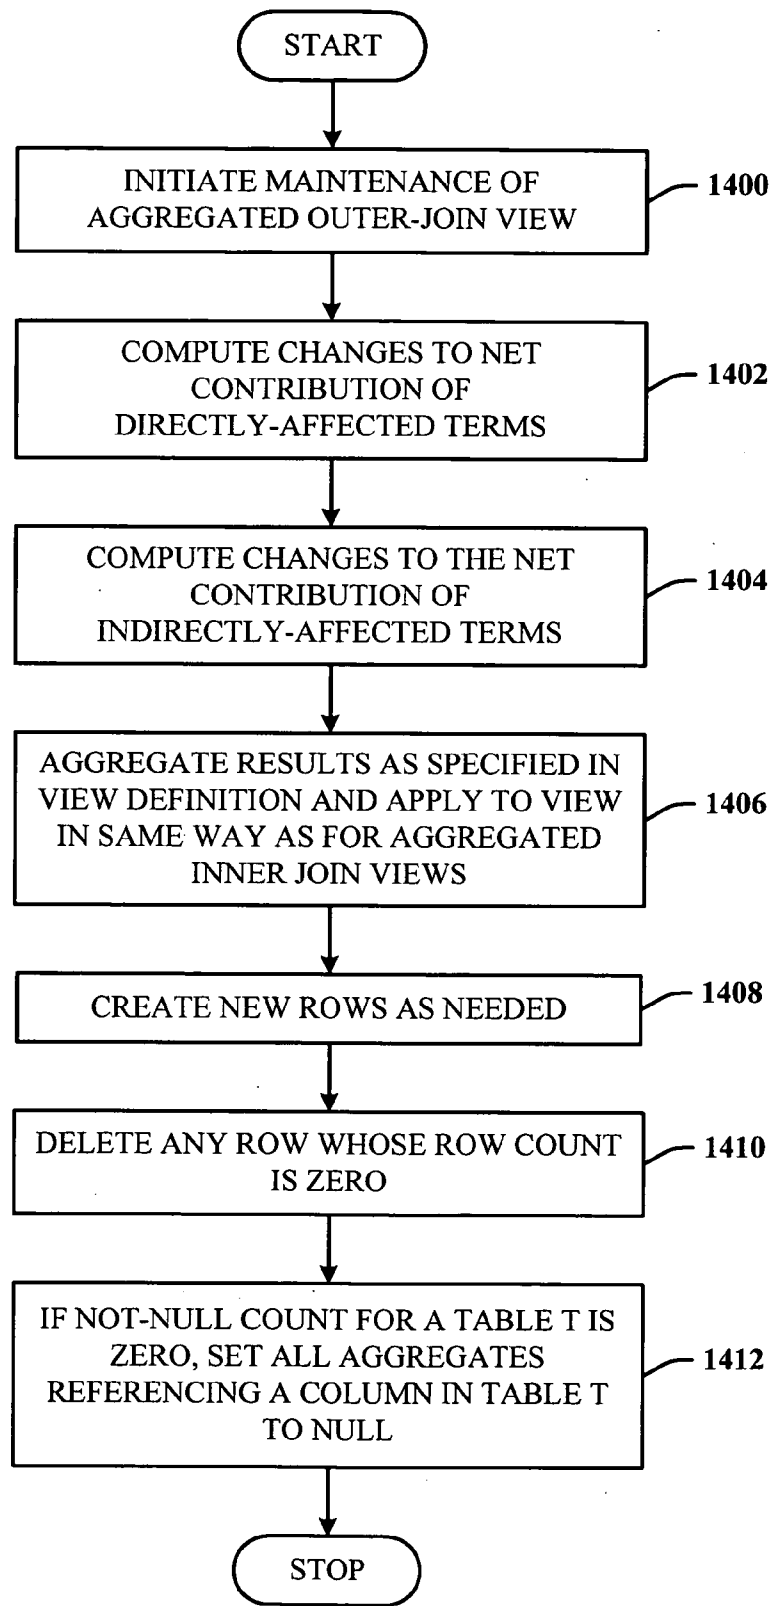 START
INITIATE MAINTENANCE OF
AGGREGATED OUTER-JOIN VIEW
1400
COMPUTE CHANGES TO NET
CONTRIBUTION OF
DIRECTLY-AFFECTED TERMS
1402
COMPUTE CHANGES TO THE NET
CONTRIBUTION OF
INDIRECTLY-AFFECTED TERMS
1404
AGGREGATE RESULTS AS SPECIFIED IN
VIEW DEFINITION AND APPLY TO VIEW
IN SAME WAY AS FOR AGGREGATED
INNER JOIN VIEWS
1406
CREATE NEW ROWS AS NEEDED
1408
DELETE ANY ROW WHOSE ROW COUNT
IS ZERO
1410
IF NOT-NULL COUNT FOR A TABLE T IS
ZERO, SET ALL AGGREGATES
REFERENCING A COLUMN IN TABLE T
TO NULL
1412
STOP